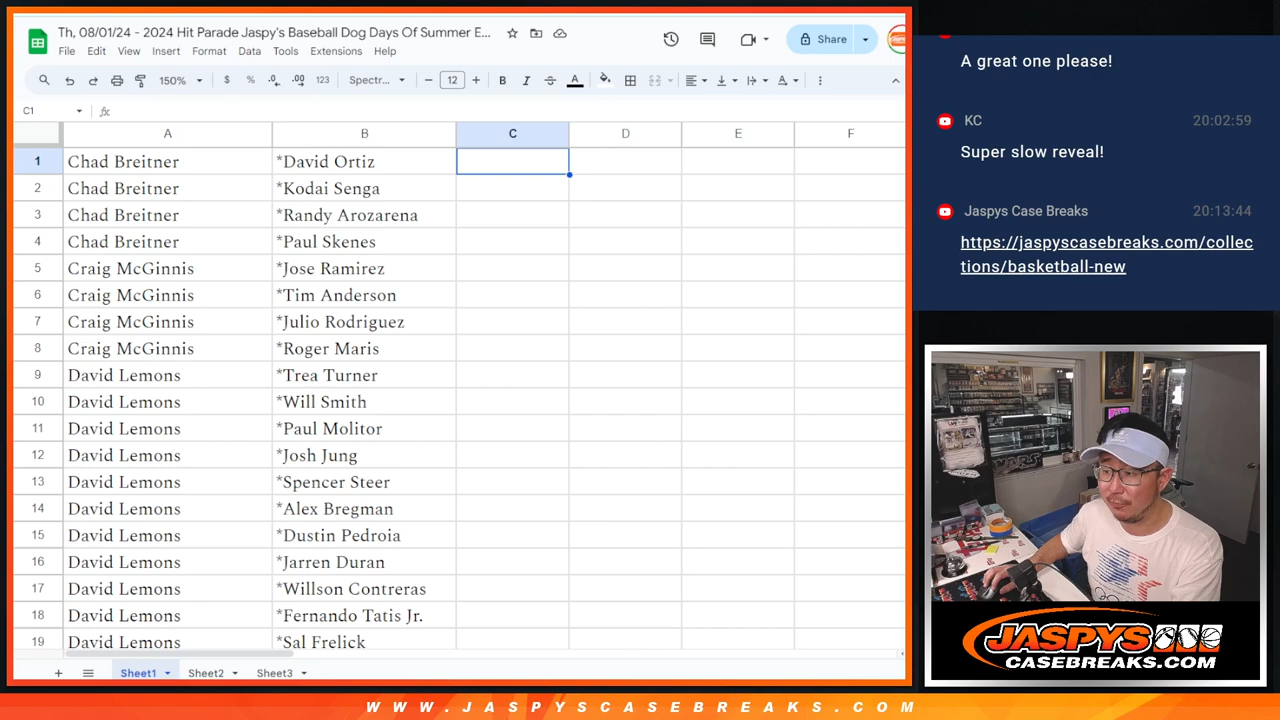 Th, 08/01/24 - 2024 Hit Parade Jaspy's Baseball Dog Days Of Summer E...
File Edit View Insert Format Data Tools Extensions Help
Share
150% $ % .0 .00 123 Spectr... 12 B I A
C1 fx
A B C D E F
1 Chad Breitner *David Ortiz
2 Chad Breitner *Kodai Senga
3 Chad Breitner *Randy Arozarena
4 Chad Breitner *Paul Skenes
5 Craig McGinnis *Jose Ramirez
6 Craig McGinnis *Tim Anderson
7 Craig McGinnis *Julio Rodriguez
8 Craig McGinnis *Roger Maris
9 David Lemons *Trea Turner
10 David Lemons *Will Smith
11 David Lemons *Paul Molitor
12 David Lemons *Josh Jung
13 David Lemons *Spencer Steer
14 David Lemons *Alex Bregman
15 David Lemons *Dustin Pedroia
16 David Lemons *Jarren Duran
17 David Lemons *Willson Contreras
18 David Lemons *Fernando Tatis Jr.
19 David Lemons *Sal Frelick
Sheet1 Sheet2 Sheet3
A great one please!
KC 20:02:59
Super slow reveal!
Jaspys Case Breaks 20:13:44
https://jaspyscasebreaks.com/collec
tions/basketball-new
JASPYS
CASEBREAKS.COM
WWW.JASPYSCASEBREAKS.COM